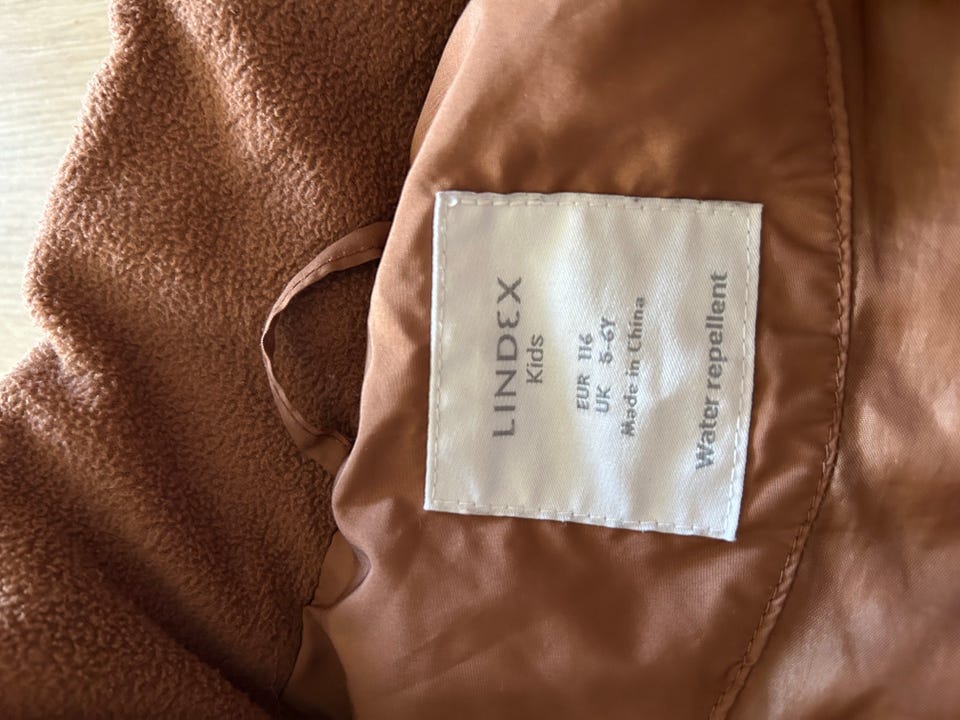 LINDEX
Kids
EUR 116
UK 5-6Y
Made in China
Water repellent